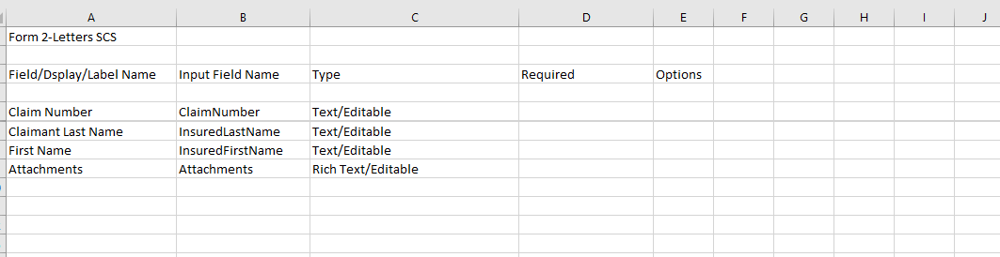 A B C D E F G H I J
Form 2-Letters SCS
Field/Dsplay/Label Name Input Field Name Type Required Options
Claim Number ClaimNumber Text/Editable
Claimant Last Name InsuredLastName Text/Editable
First Name InsuredFirstName Text/Editable
Attachments Attachments Rich Text/Editable